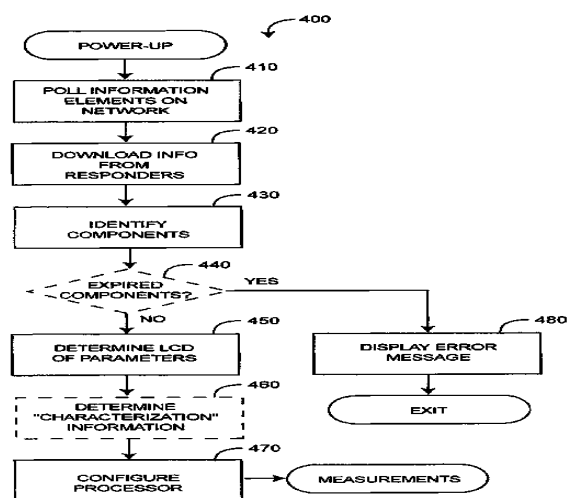 400
POWER-UP
410
POLL INFORMATION
ELEMENTS ON
NETWORK
420
DOWNLOAD INFO
FROM
RESPONDERS
430
IDENTIFY
COMPONENTS
440
EXPIRED
COMPONENTS?
YES
NO
450
DETERMINE LCD
OF PARAMETERS
480
DISPLAY ERROR
MESSAGE
460
DETERMINE
"CHARACTERIZATION"
INFORMATION
EXIT
470
CONFIGURE
PROCESSOR
MEASUREMENTS